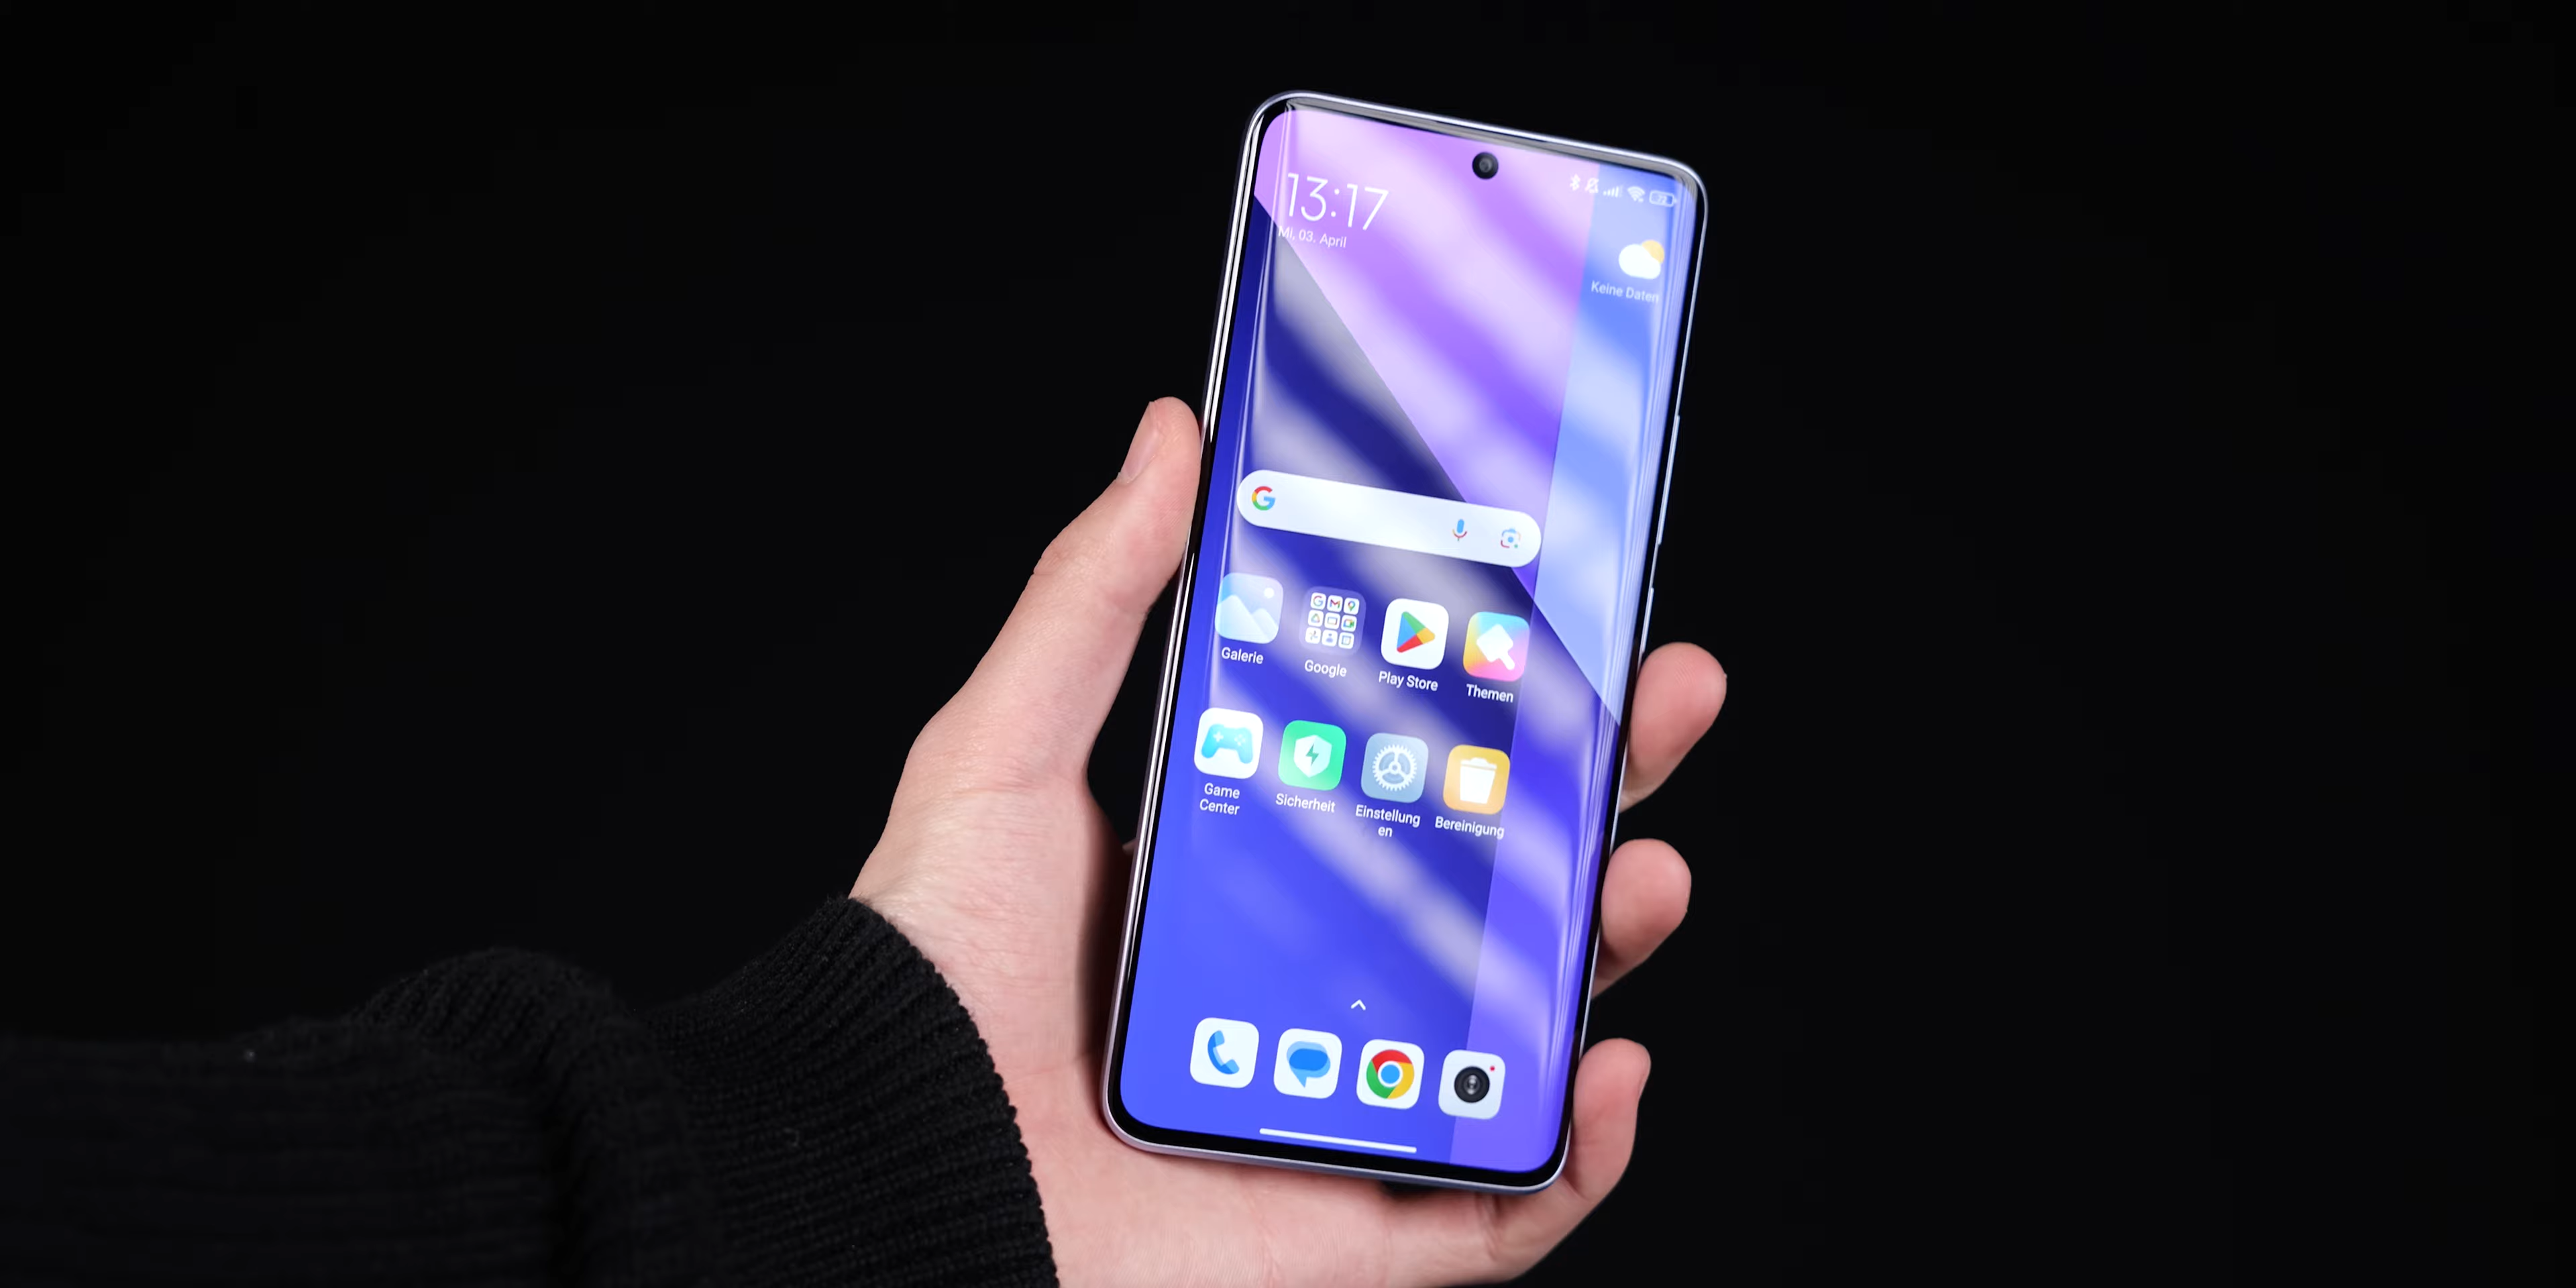 13:17
Mi, 03. April
Keine Daten
Galerie
Google
Play Store
Themen
Game
Center
Sicherheit
Einstellung
en
Bereinigung